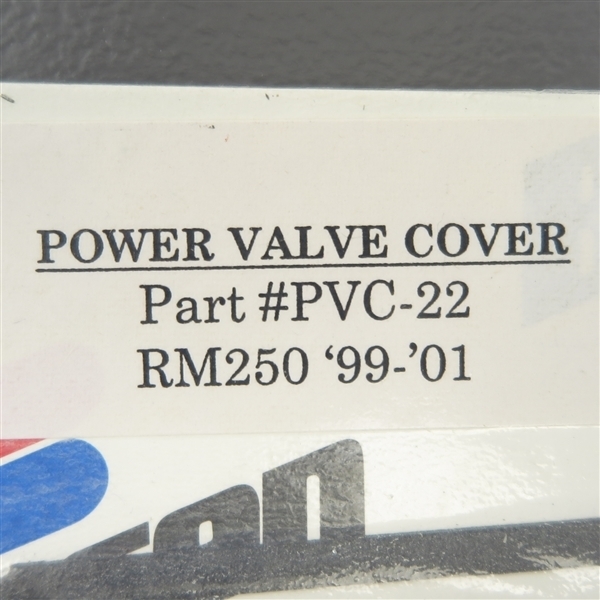 POWER VALVE COVER
Part #PVC-22
RM250 ‘99-’01